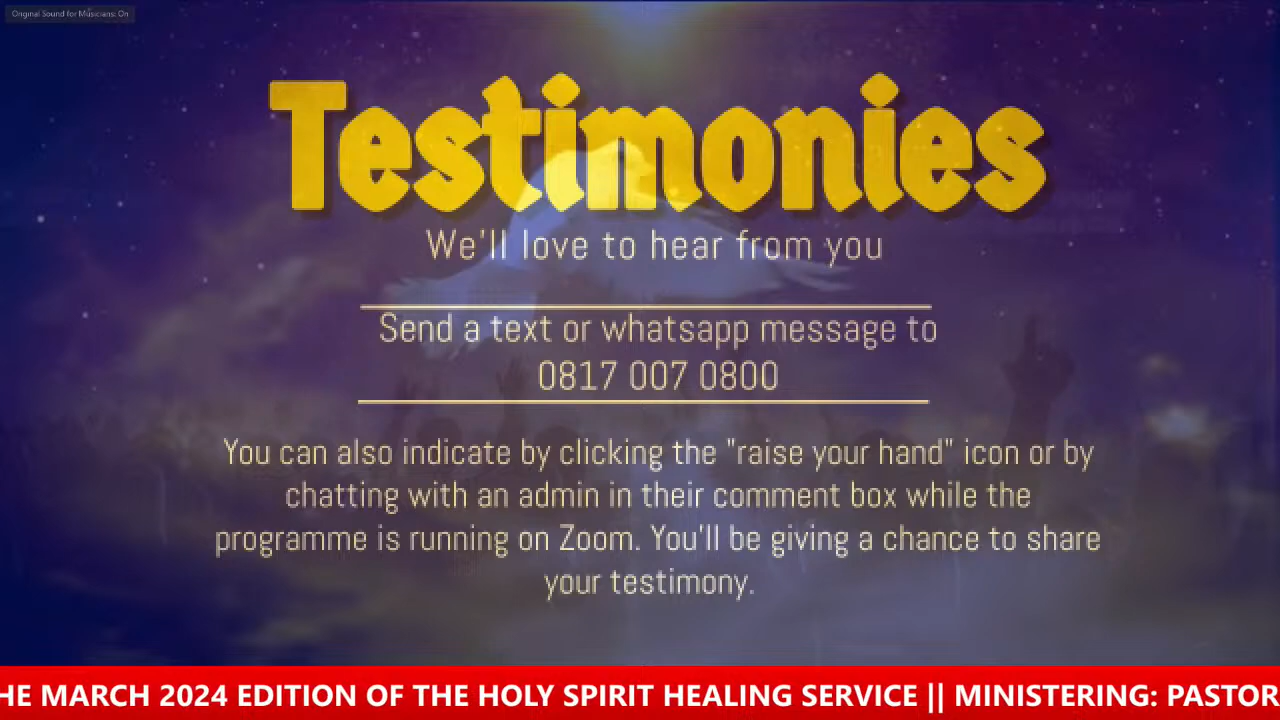 Original Sound for Musicians: On
Testimonies
We'll love to hear from you
Send a text or whatsapp message to
0817 007 0800
You can also indicate by clicking the "raise your hand" icon or by
chatting with an admin in their comment box while the
programme is running on Zoom. You'll be giving a chance to share
your testimony.
HE MARCH 2024 EDITION OF THE HOLY SPIRIT HEALING SERVICE || MINISTERING: PASTOR